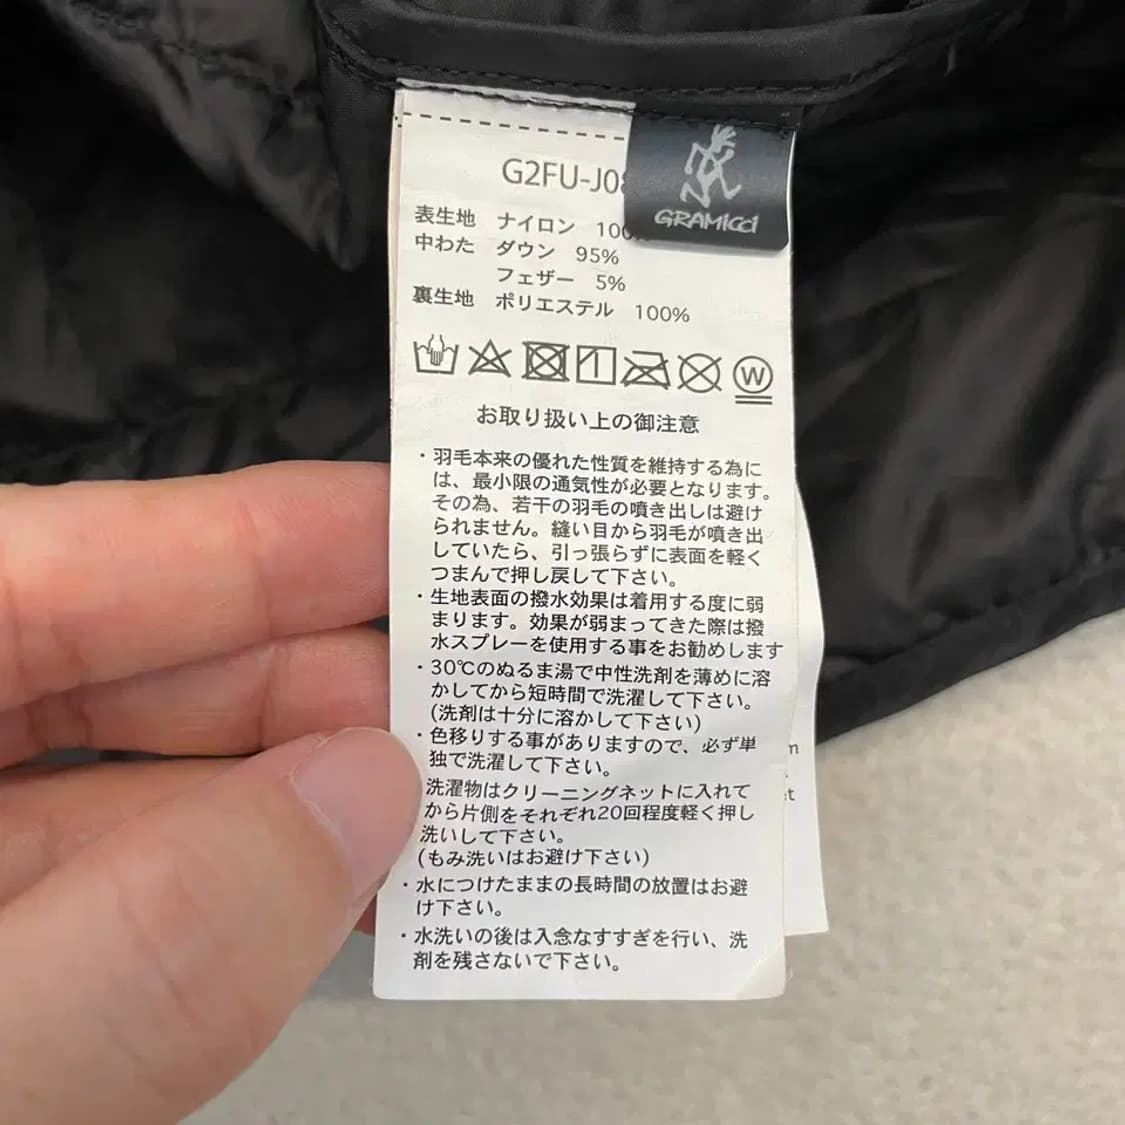 G2FU-J08
GRAMICCi
表生地 ナイロン 100%
中わた ダウン 95%
フェザー 5%
裏生地 ポリエステル 100%
W
お取り扱い上の御注意
・羽毛本来の優れた性質を維持する為に
は、最小限の通気性が必要となります。
その為、若干の羽毛の噴き出しは避け
られません。縫い目から羽毛が噴き出
していたら、引っ張らずに表面を軽く
つまんで押し戻して下さい。
・生地表面の撥水効果は着用する度に弱
まります。効果が弱まってきた際は撥
水スプレーを使用する事をお勧めします
・30℃のぬるま湯で中性洗剤を薄めに溶
かしてから短時間で洗濯して下さい。
(洗剤は十分に溶かして下さい)
・色移りする事がありますので、必ず単
独で洗濯して下さい。
洗濯物はクリーニングネットに入れて
から片側をそれぞれ20回程度軽く押し
洗いして下さい。
(もみ洗いはお避け下さい)
・水につけたままの長時間の放置はお避
け下さい。
・水洗いの後は入念なすすぎを行い、洗
剤を残さないで下さい。